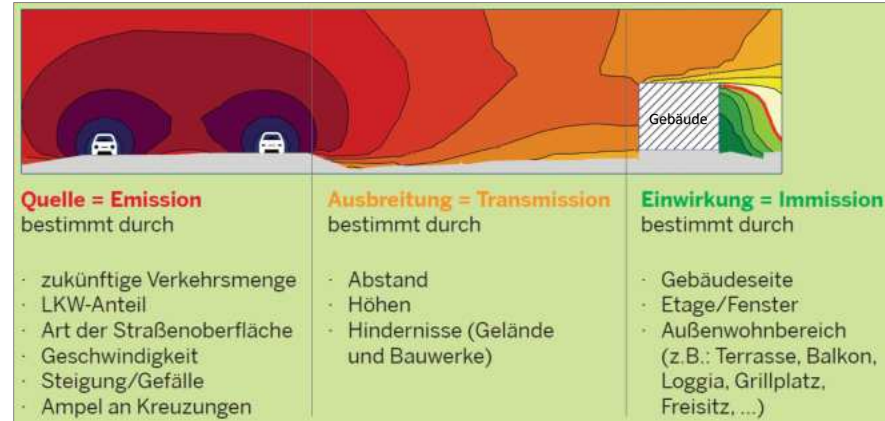 Gebäude
Quelle = Emission
bestimmt durch
· zukünftige Verkehrsmenge
· LKW-Anteil
· Art der Straßenoberfläche
· Geschwindigkeit
· Steigung/Gefälle
· Ampel an Kreuzungen
Ausbreitung = Transmission
bestimmt durch
· Abstand
· Höhen
· Hindernisse (Gelände
und Bauwerke)
Einwirkung = Immission
bestimmt durch
· Gebäudeseite
· Etage/Fenster
· Außenwohnbereich
(z.B.: Terrasse, Balkon,
Loggia, Grillplatz,
Freisitz, ...)